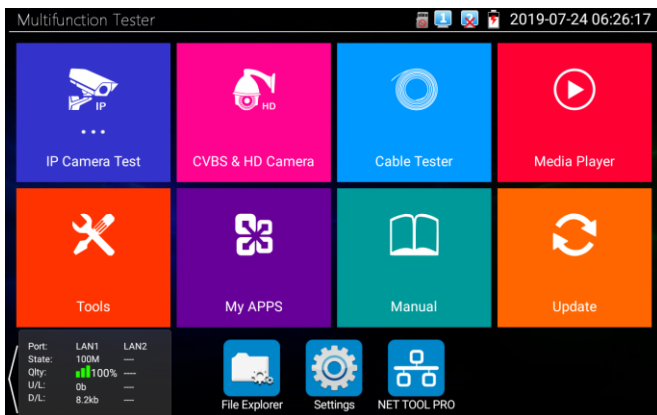 Multifunction Tester 1 2 2019-07-24 06:26:17
IP HD
IP Camera Test CVBS & HD Camera Cable Tester Media Player
Tools My APPS Manual Update
Port: LAN1 LAN2
State: 100M ----
Qlty: 100% ----
U/L: 0b ----
D/L: 8.2kb ----
File Explorer Settings NET TOOL PRO